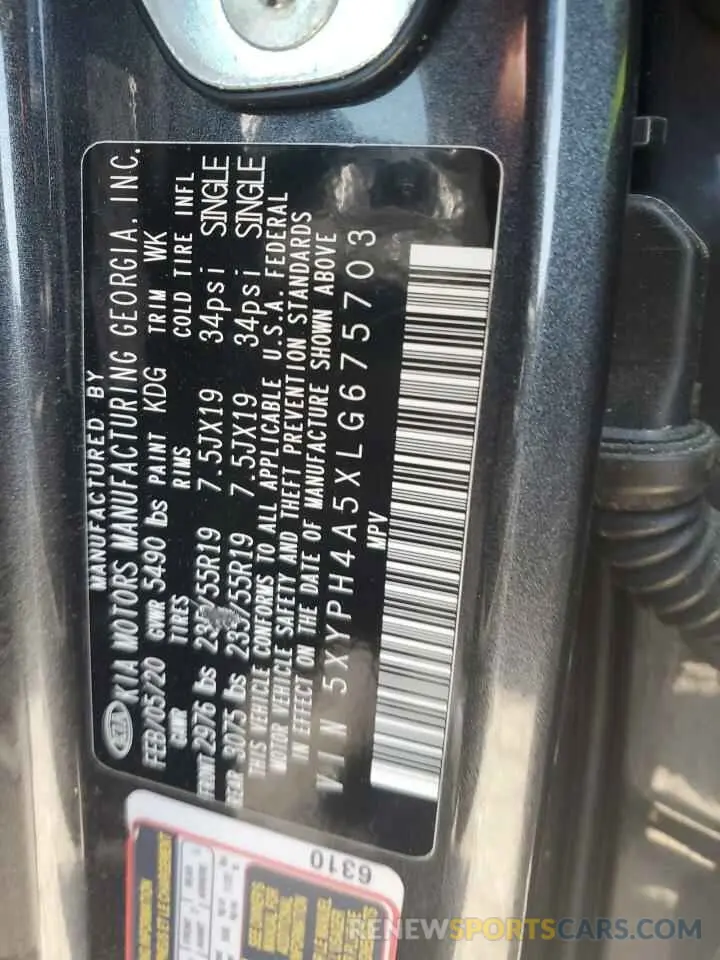 MANUFACTURED BY
KIA KIA MOTORS MANUFACTURING GEORGIA, INC.
FEB/05/20 GVWR 5490 lbs PAINT KDG TRIM WK
GAWR TIRES RIMS COLD TIRE INFL
FRONT 2976 lbs 235/55R19 7.5JX19 34psi SINGLE
REAR 3075 lbs 235/55R19 7.5JX19 34psi SINGLE
THIS VEHICLE CONFORMS TO ALL APPLICABLE U.S.A. FEDERAL
MOTOR VEHICLE SAFETY AND THEFT PREVENTION STANDARDS
IN EFFECT ON THE DATE OF MANUFACTURE SHOWN ABOVE
VIN 5XYPH4A5XLG675703
MPV
6310
RENEWSPORTSCARS.COM